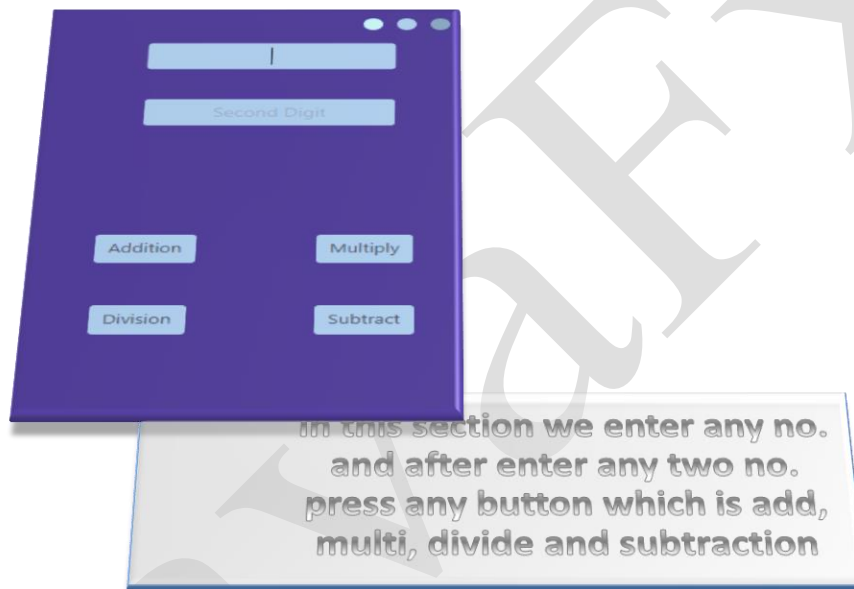 Second Digit
Addition
Multiply
Division
Subtract
In this section we enter any no.
and after enter any two no.
press any button which is add,
multi, divide and subtraction